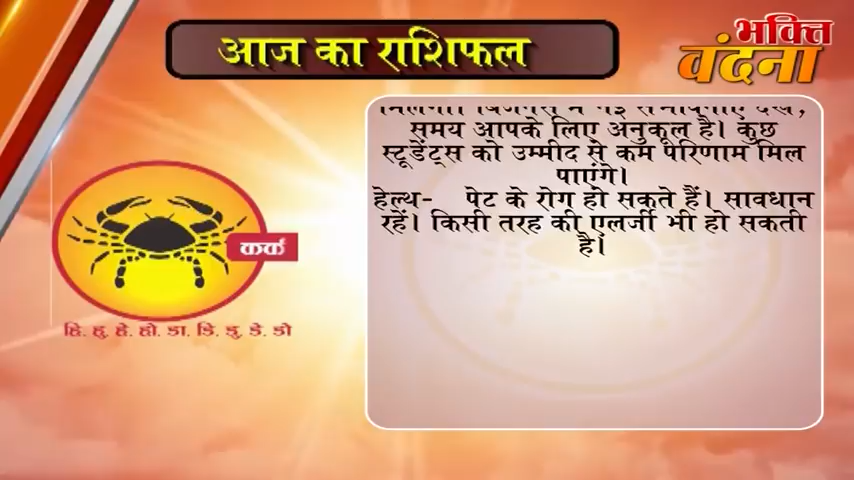 आज का राशिफल
भक्ति
वंदना
समय आपके लिए अनुकूल है। कुछ
स्टूडेंट्स को उम्मीद से कम परिणाम मिल
पाएंगे।
हेल्थ- पेट के रोग हो सकते हैं। सावधान
रहें। किसी तरह की एलर्जी भी हो सकती
है।
कर्क
हि. हु. हे. हो. डा. डि. डु. डे. डो